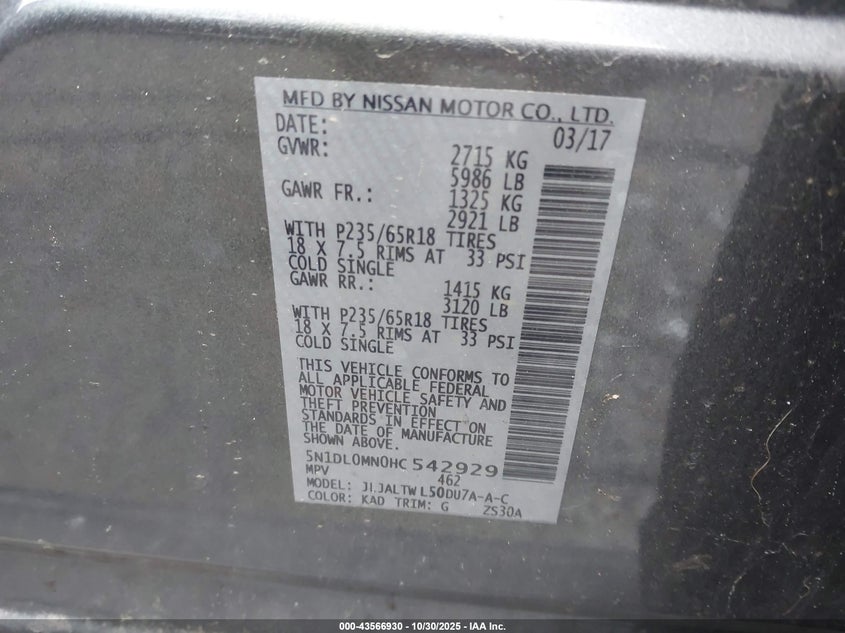 MFD BY NISSAN MOTOR CO., LTD.
DATE: 03/17
GVWR: 2715 KG
5986 LB
GAWR FR.: 1325 KG
2921 LB
WITH P235/65R18 TIRES
18 X 7.5 RIMS AT 33 PSI
COLD SINGLE
GAWR RR.: 1415 KG
3120 LB
WITH P235/65R18 TIRES
18 X 7.5 RIMS AT 33 PSI
COLD SINGLE
THIS VEHICLE CONFORMS TO
ALL APPLICABLE FEDERAL
MOTOR VEHICLE SAFETY AND
THEFT PREVENTION
STANDARDS IN EFFECT ON
THE DATE OF MANUFACTURE
SHOWN ABOVE.
5N1DL0MN0HC542929
MPV 462
MODEL: JLJALTWL50DU7A-A-C
COLOR: KAD TRIM: G ZS30A
000-43566930 - 10/30/2025 - IAA Inc.